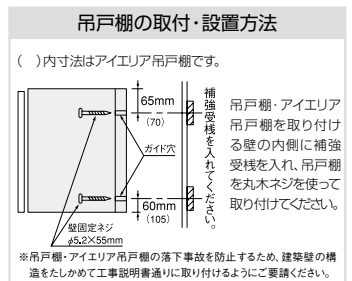 吊戸棚の取付・設置方法
(　)内寸法はアイエリア吊戸棚です。
65mm
(70)
ガイド穴
60mm
(105)
壁固定ネジ
φ5.2×55mm
補強受桟を入れてください。
吊戸棚・アイエリア
吊戸棚を取り付け
る壁の内側に補強
受桟を入れ、吊戸棚
を丸木ネジを使って
取り付けてください。
※吊戸棚・アイエリア吊戸棚の落下事故を防止するため、建築壁の構
造をたしかめて工事説明書通りに取り付けるようにご要請ください。